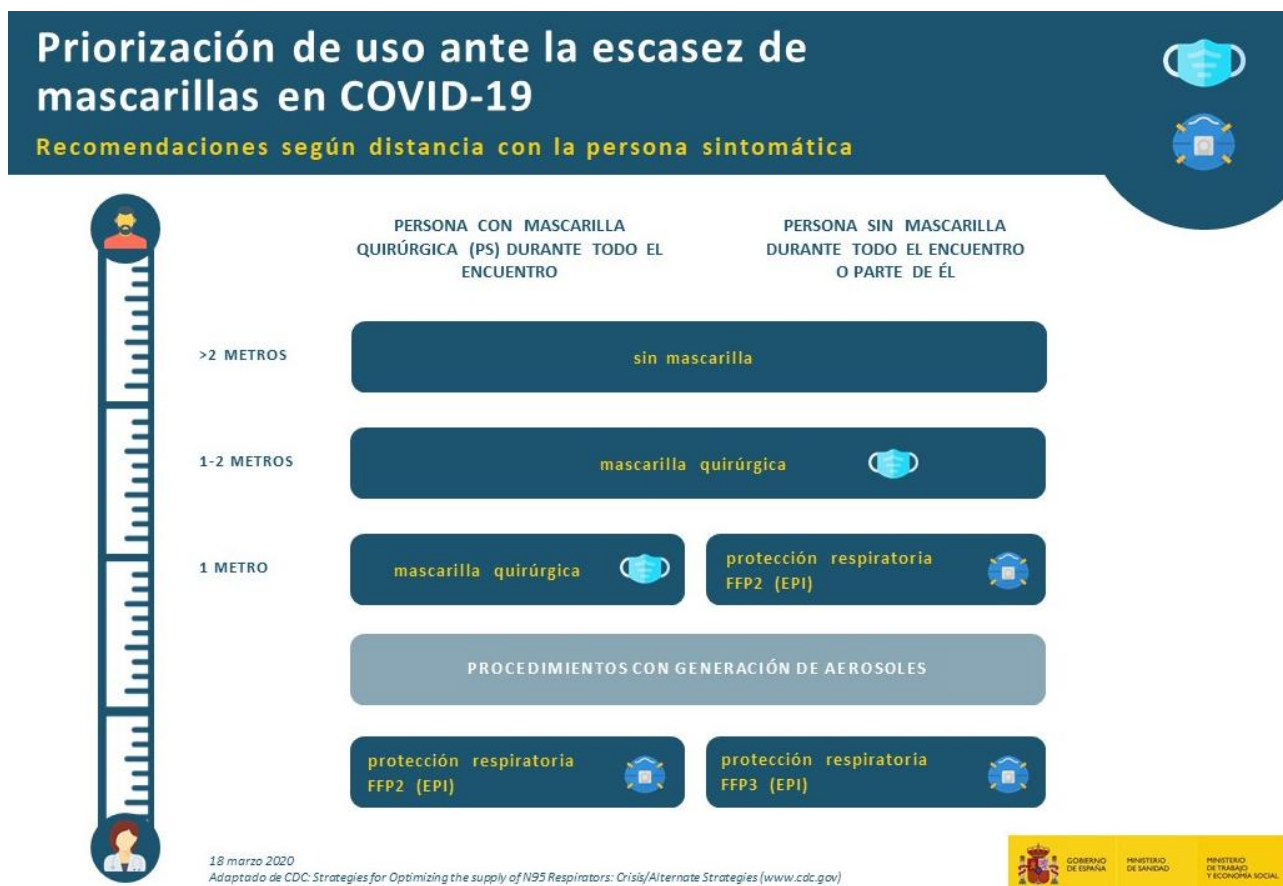 Priorización de uso ante la escasez de
mascarillas en COVID-19
Recomendaciones según distancia con la persona sintomática
PERSONA CON MASCARILLA
QUIRÚRGICA (PS) DURANTE TODO EL
ENCUENTRO
PERSONA SIN MASCARILLA
DURANTE TODO EL ENCUENTRO
O PARTE DE ÉL
>2 METROS
sin mascarilla
1-2 METROS
mascarilla quirúrgica
1 METRO
mascarilla quirúrgica
protección respiratoria
FFP2 (EPI)
PROCEDIMIENTOS CON GENERACIÓN DE AEROSOLES
protección respiratoria
FFP2 (EPI)
protección respiratoria
FFP3 (EPI)
18 marzo 2020
Adaptado de CDC: Strategies for Optimizing the supply of N95 Respirators: Crisis/Alternate Strategies (www.cdc.gov)
GOBIERNO
DE ESPAÑA
MINISTERIO
DE SANIDAD
MINISTERIO
DE TRABAJO
Y ECONOMÍA SOCIAL